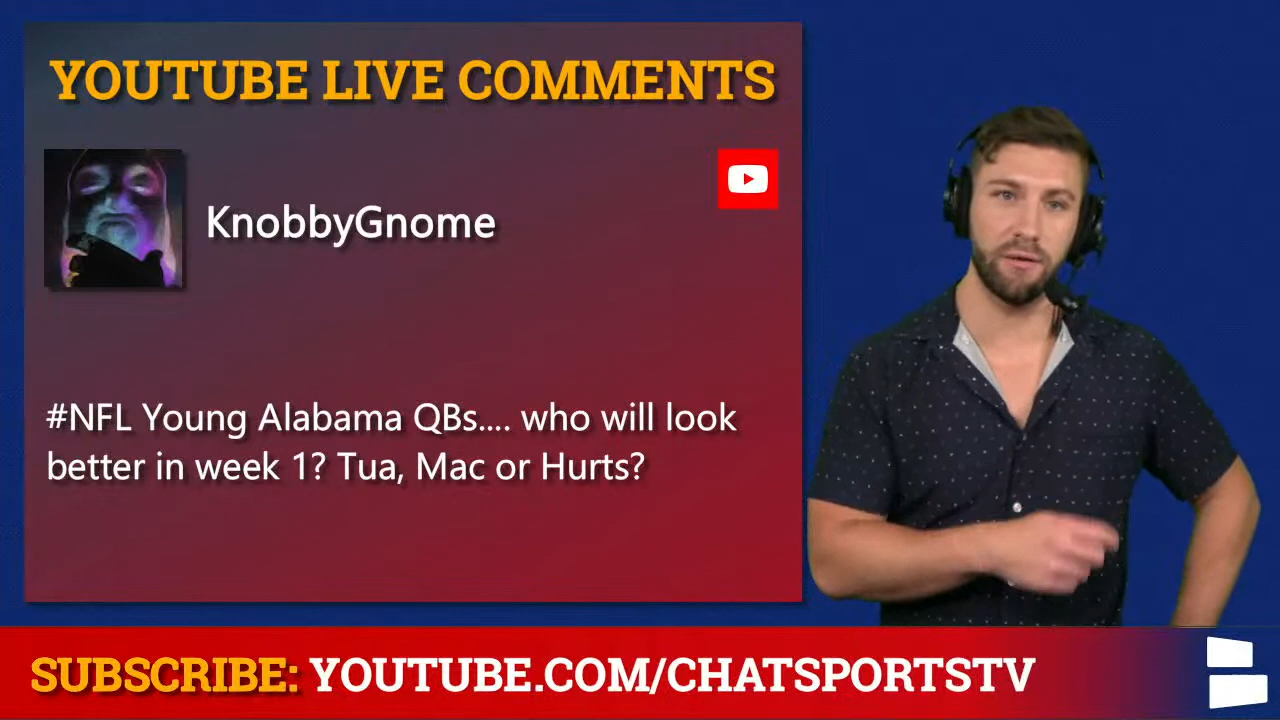 YOUTUBE LIVE COMMENTS
KnobbyGnome
#NFL Young Alabama QBs.... who will look
better in week 1? Tua, Mac or Hurts?
SUBSCRIBE: YOUTUBE.COM/CHATSPORTSTV